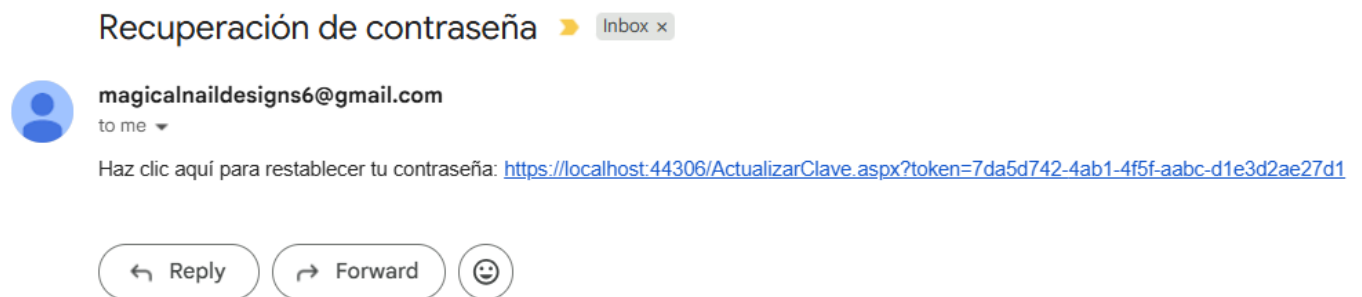 Recuperación de contraseña Inbox ×
magicalnaildesigns6@gmail.com
to me
Haz clic aquí para restablecer tu contraseña: https://localhost:44306/ActualizarClave.aspx?token=7da5d742-4ab1-4f5f-aabc-d1e3d2ae27d1
Reply Forward